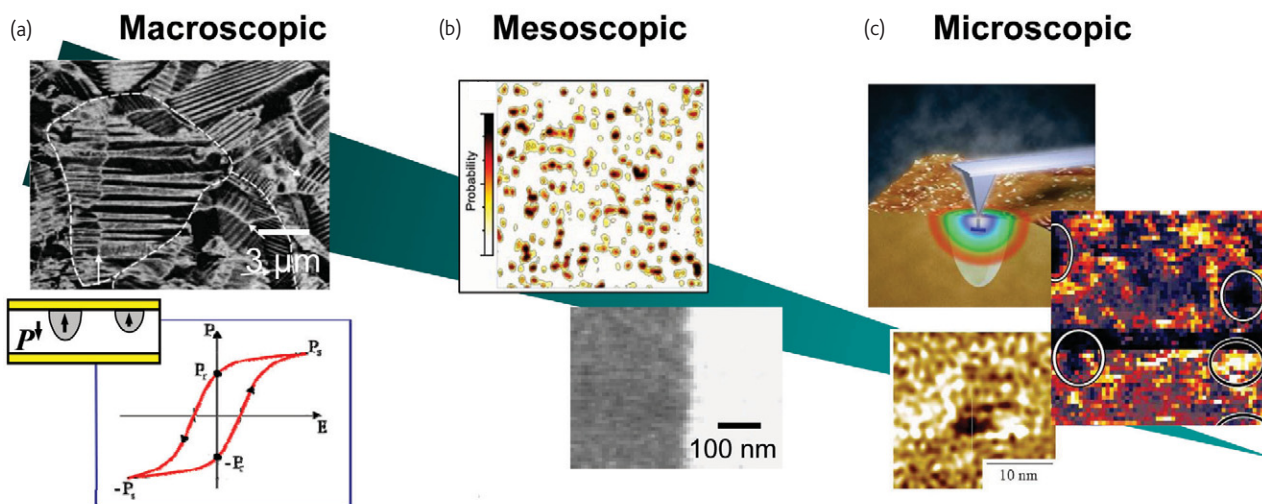 (a)
Macroscopic
(b)
Mesoscopic
(c)
Microscopic
Probability
3 µm
P
P
Pₛ
Pᵣ
E
-Pᵣ
-Pₛ
100 nm
10 nm